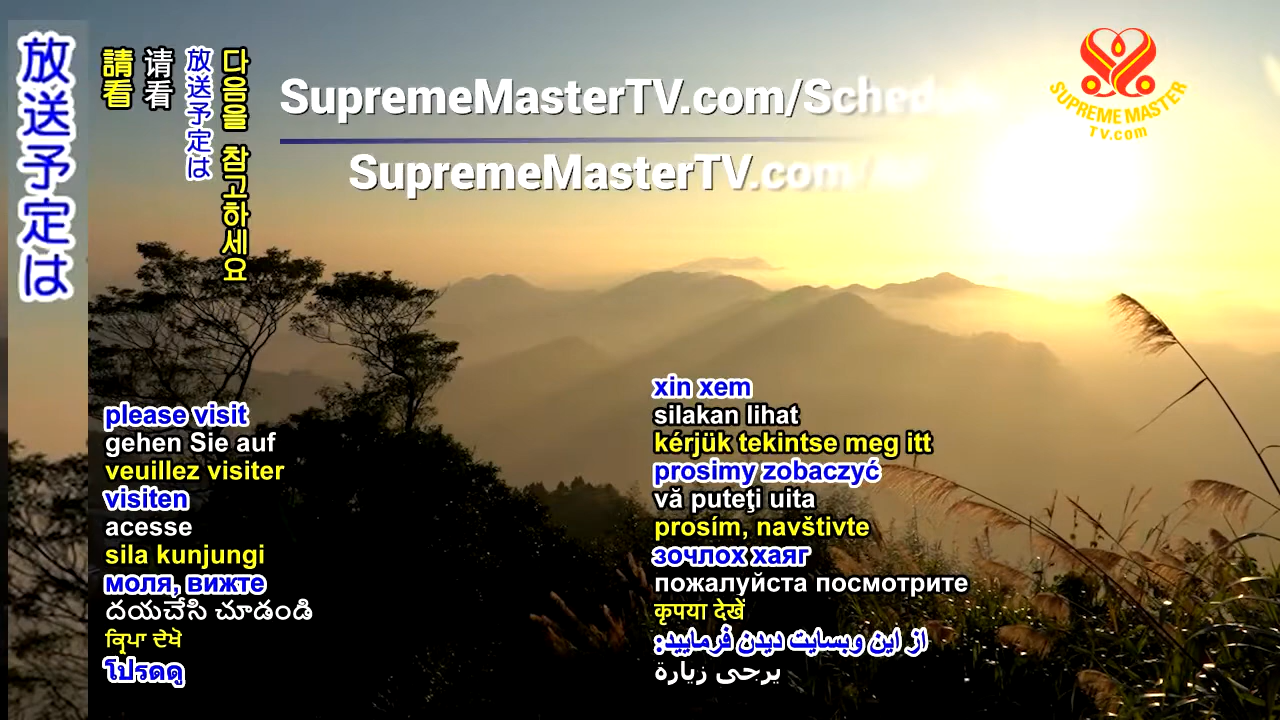 放送予定は
請看
请看
放送予定は
다음을 참고하세요
SupremeMasterTV.com/Sched
SupremeMasterTV.com/
SUPREME MASTER
TV.com
please visit
gehen Sie auf
veuillez visiter
visiten
acesse
sila kunjungi
моля, вижте
దయచేసి చూడండి
ਕ੍ਰਿਪਾ ਦੇਖੋ
โปรดดู
xin xem
silakan lihat
kérjük tekintse meg itt
prosimy zobaczyć
vă puteţi uita
prosím, navštivte
зочлох хаяг
пожалуйста посмотрите
कृपया देखें
از این وبسایت دیدن فرمایید:
يرجى زيارة